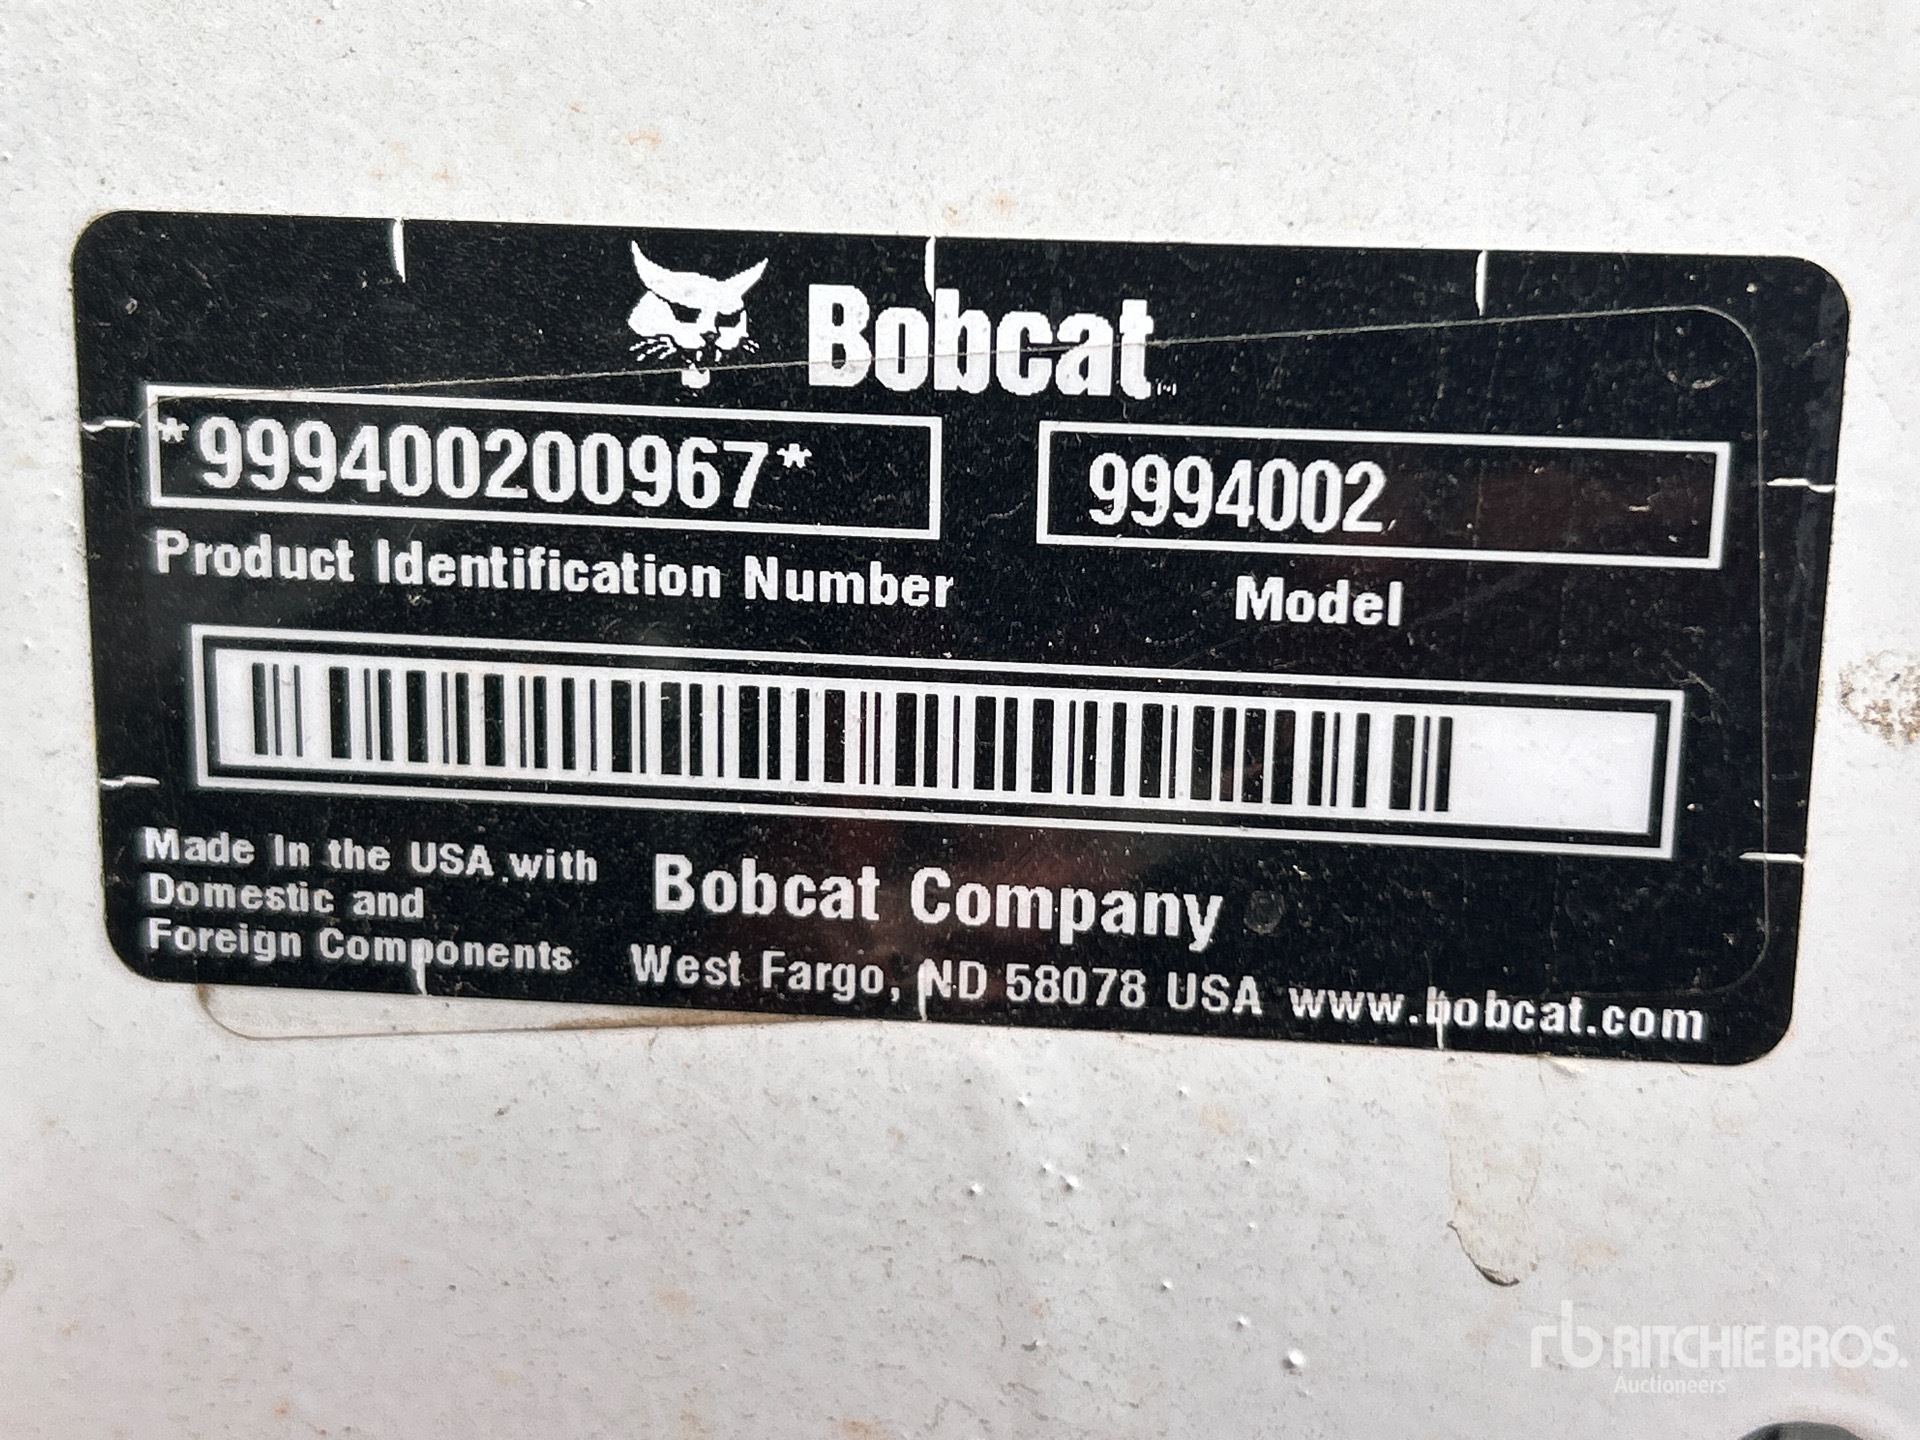 Bobcat
*999400200967*
9994002
Product Identification Number
Model
Made In the USA with
Domestic and
Foreign Components
Bobcat Company
West Fargo, ND 58078 USA www.bobcat.com
rb RITCHIE BROS.
Auctioneers